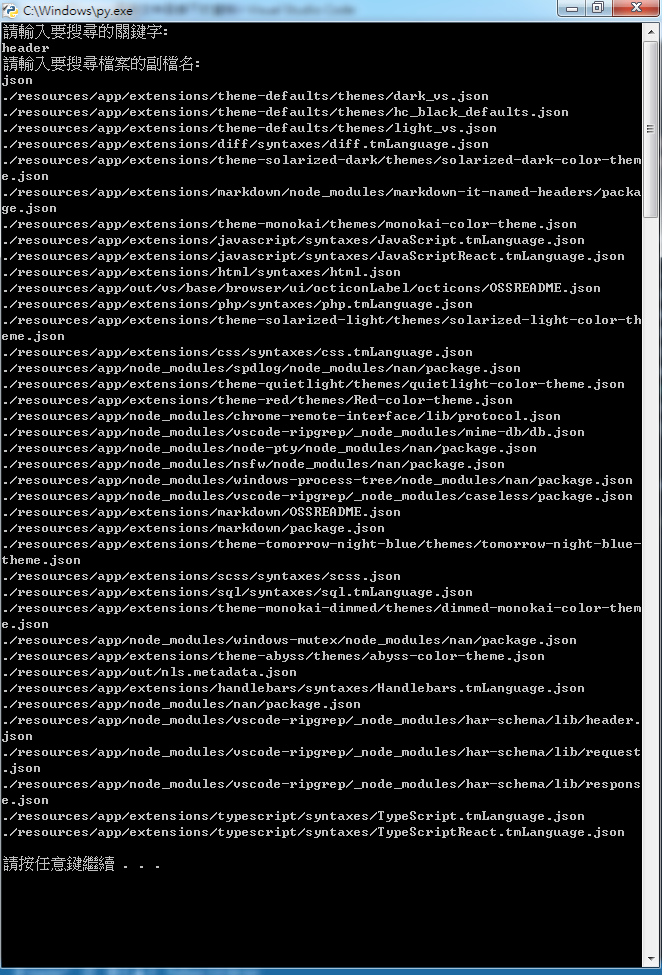 C:\Windows\py.exe
請輸入要搜尋的關鍵字:
header
請輸入要搜尋檔案的副檔名:
json
./resources/app/extensions/theme-defaults/themes/dark_vs.json
./resources/app/extensions/theme-defaults/themes/hc_black_defaults.json
./resources/app/extensions/theme-defaults/themes/light_vs.json
./resources/app/extensions/diff/syntaxes/diff.tmLanguage.json
./resources/app/extensions/theme-solarized-dark/themes/solarized-dark-color-them
e.json
./resources/app/extensions/markdown/node_modules/markdown-it-named-headers/packa
ge.json
./resources/app/extensions/theme-monokai/themes/monokai-color-theme.json
./resources/app/extensions/javascript/syntaxes/JavaScript.tmLanguage.json
./resources/app/extensions/javascript/syntaxes/JavaScriptReact.tmLanguage.json
./resources/app/extensions/html/syntaxes/html.json
./resources/app/out/vs/base/browser/ui/octiconLabel/octicons/OSSREADME.json
./resources/app/extensions/php/syntaxes/php.tmLanguage.json
./resources/app/extensions/theme-solarized-light/themes/solarized-light-color-th
eme.json
./resources/app/extensions/css/syntaxes/css.tmLanguage.json
./resources/app/node_modules/spdlog/node_modules/nan/package.json
./resources/app/extensions/theme-quietlight/themes/quietlight-color-theme.json
./resources/app/extensions/theme-red/themes/Red-color-theme.json
./resources/app/node_modules/chrome-remote-interface/lib/protocol.json
./resources/app/node_modules/vscode-ripgrep/_node_modules/mime-db/db.json
./resources/app/node_modules/node-pty/node_modules/nan/package.json
./resources/app/node_modules/nsfw/node_modules/nan/package.json
./resources/app/node_modules/windows-process-tree/node_modules/nan/package.json
./resources/app/node_modules/vscode-ripgrep/_node_modules/caseless/package.json
./resources/app/extensions/markdown/OSSREADME.json
./resources/app/extensions/markdown/package.json
./resources/app/extensions/theme-tomorrow-night-blue/themes/tomorrow-night-blue-
theme.json
./resources/app/extensions/scss/syntaxes/scss.json
./resources/app/extensions/sql/syntaxes/sql.tmLanguage.json
./resources/app/extensions/theme-monokai-dimmed/themes/dimmed-monokai-color-them
e.json
./resources/app/node_modules/windows-mutex/node_modules/nan/package.json
./resources/app/extensions/theme-abyss/themes/abyss-color-theme.json
./resources/app/out/nls.metadata.json
./resources/app/extensions/handlebars/syntaxes/Handlebars.tmLanguage.json
./resources/app/node_modules/nan/package.json
./resources/app/node_modules/vscode-ripgrep/_node_modules/har-schema/lib/header.
json
./resources/app/node_modules/vscode-ripgrep/_node_modules/har-schema/lib/request
.json
./resources/app/node_modules/vscode-ripgrep/_node_modules/har-schema/lib/respons
e.json
./resources/app/extensions/typescript/syntaxes/TypeScript.tmLanguage.json
./resources/app/extensions/typescript/syntaxes/TypeScriptReact.tmLanguage.json
請按任意鍵繼續 . . .